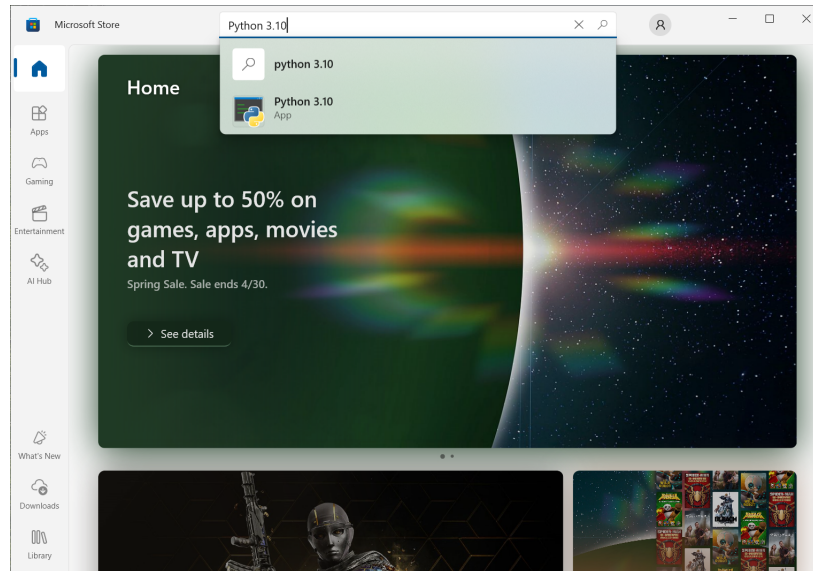 Microsoft Store
Python 3.10
python 3.10
Python 3.10
App
Home
Apps
Gaming
Entertainment
AI Hub
Save up to 50% on
games, apps, movies
and TV
Spring Sale. Sale ends 4/30.
See details
What's New
Downloads
Library